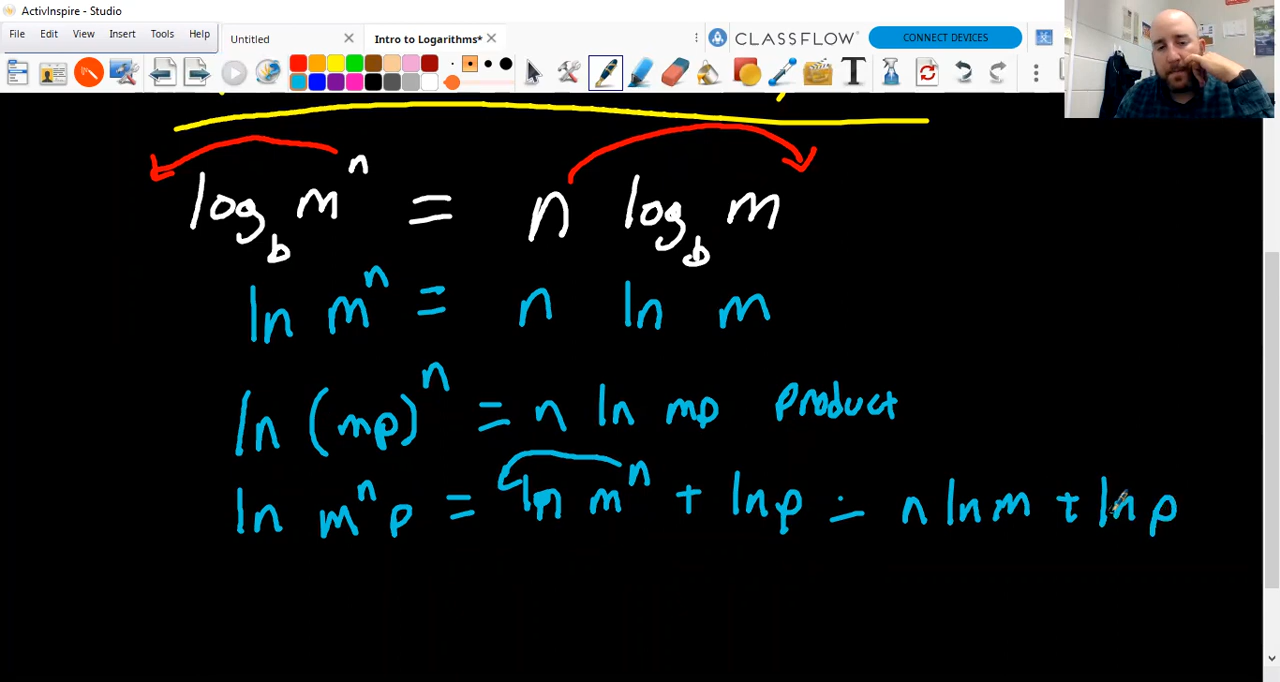 ActivInspire - Studio
File Edit View Insert Tools Help
Untitled Intro to Logarithms* CLASSFLOW CONNECT DEVICES
log_b m^n = n log_b m
ln m^n = n ln m
ln (mp)^n = n ln mp product
ln m^n p = ln m^n + ln p = n ln m + ln p